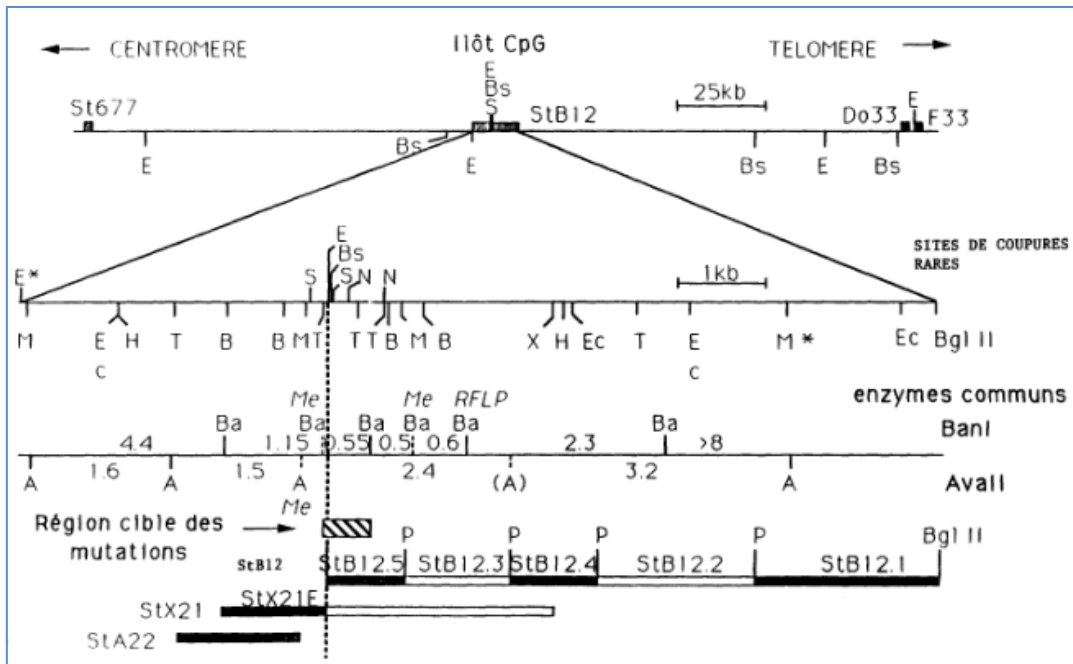 CENTROMERE
Ilôt CpG
TELOMERE
E
Bs
S
St677
StB12
25kb
Do33
E
F33
E
Bs
E
Bs
E
Bs
SITES DE COUPURES
RARES
E
Bs
E*
S
S
N
N
1kb
M
E
H
T
B
B
M
T
T
T
B
M
B
X
H
Ec
T
E
M*
Ec
Bgl II
C
C
enzymes communs
Me
Me
RFLP
Ba
Ba
Ba
Ba
Ba
Ba
BanI
4.4
1.15
0.55
0.5
0.6
2.3
>8
1.6
1.5
2.4
3.2
A
A
A
(A)
A
AvaII
Me
Région cible des
mutations
P
P
P
P
Bgl II
StB12
StB12.5
StB12.3
StB12.4
StB12.2
StB12.1
StX21
StX21E
StA22